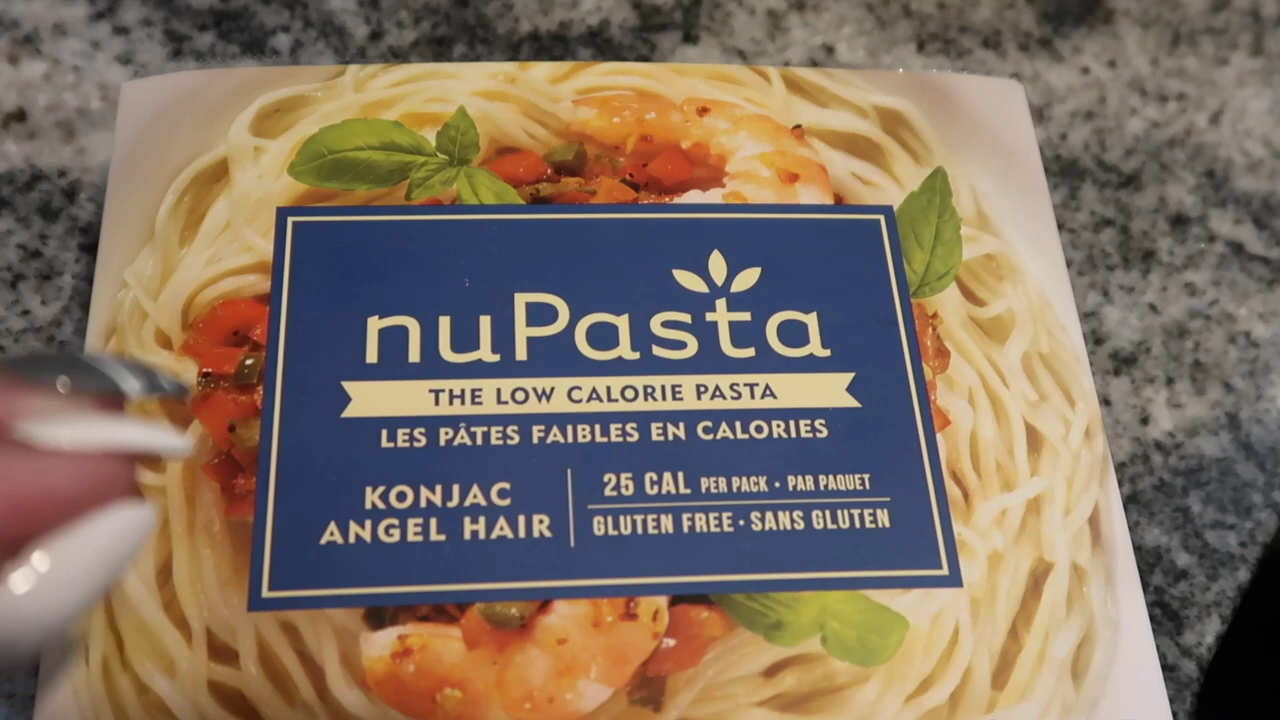 nuPasta
THE LOW CALORIE PASTA
LES PÂTES FAIBLES EN CALORIES
KONJAC
ANGEL HAIR
25 CAL PER PACK • PAR PAQUET
GLUTEN FREE • SANS GLUTEN